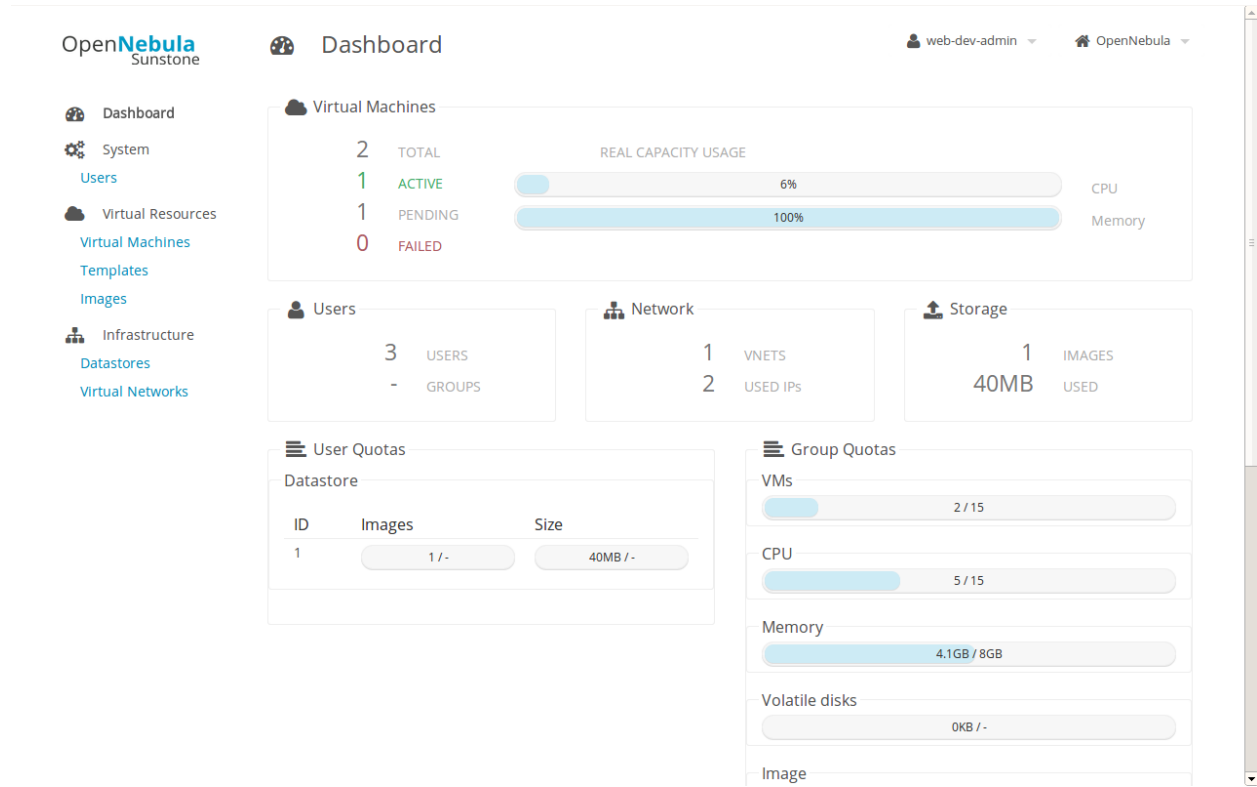 OpenNebula
Sunstone
Dashboard
web-dev-admin
OpenNebula
Dashboard
System
Users
Virtual Resources
Virtual Machines
Templates
Images
Infrastructure
Datastores
Virtual Networks
Virtual Machines
2 TOTAL
1 ACTIVE
1 PENDING
0 FAILED
REAL CAPACITY USAGE
6% CPU
100% Memory
Users
3 USERS
- GROUPS
Network
1 VNETS
2 USED IPs
Storage
1 IMAGES
40MB USED
User Quotas
Datastore
ID Images Size
1 1 / - 40MB / -
Group Quotas
VMs
2 / 15
CPU
5 / 15
Memory
4.1GB / 8GB
Volatile disks
0KB / -
Image